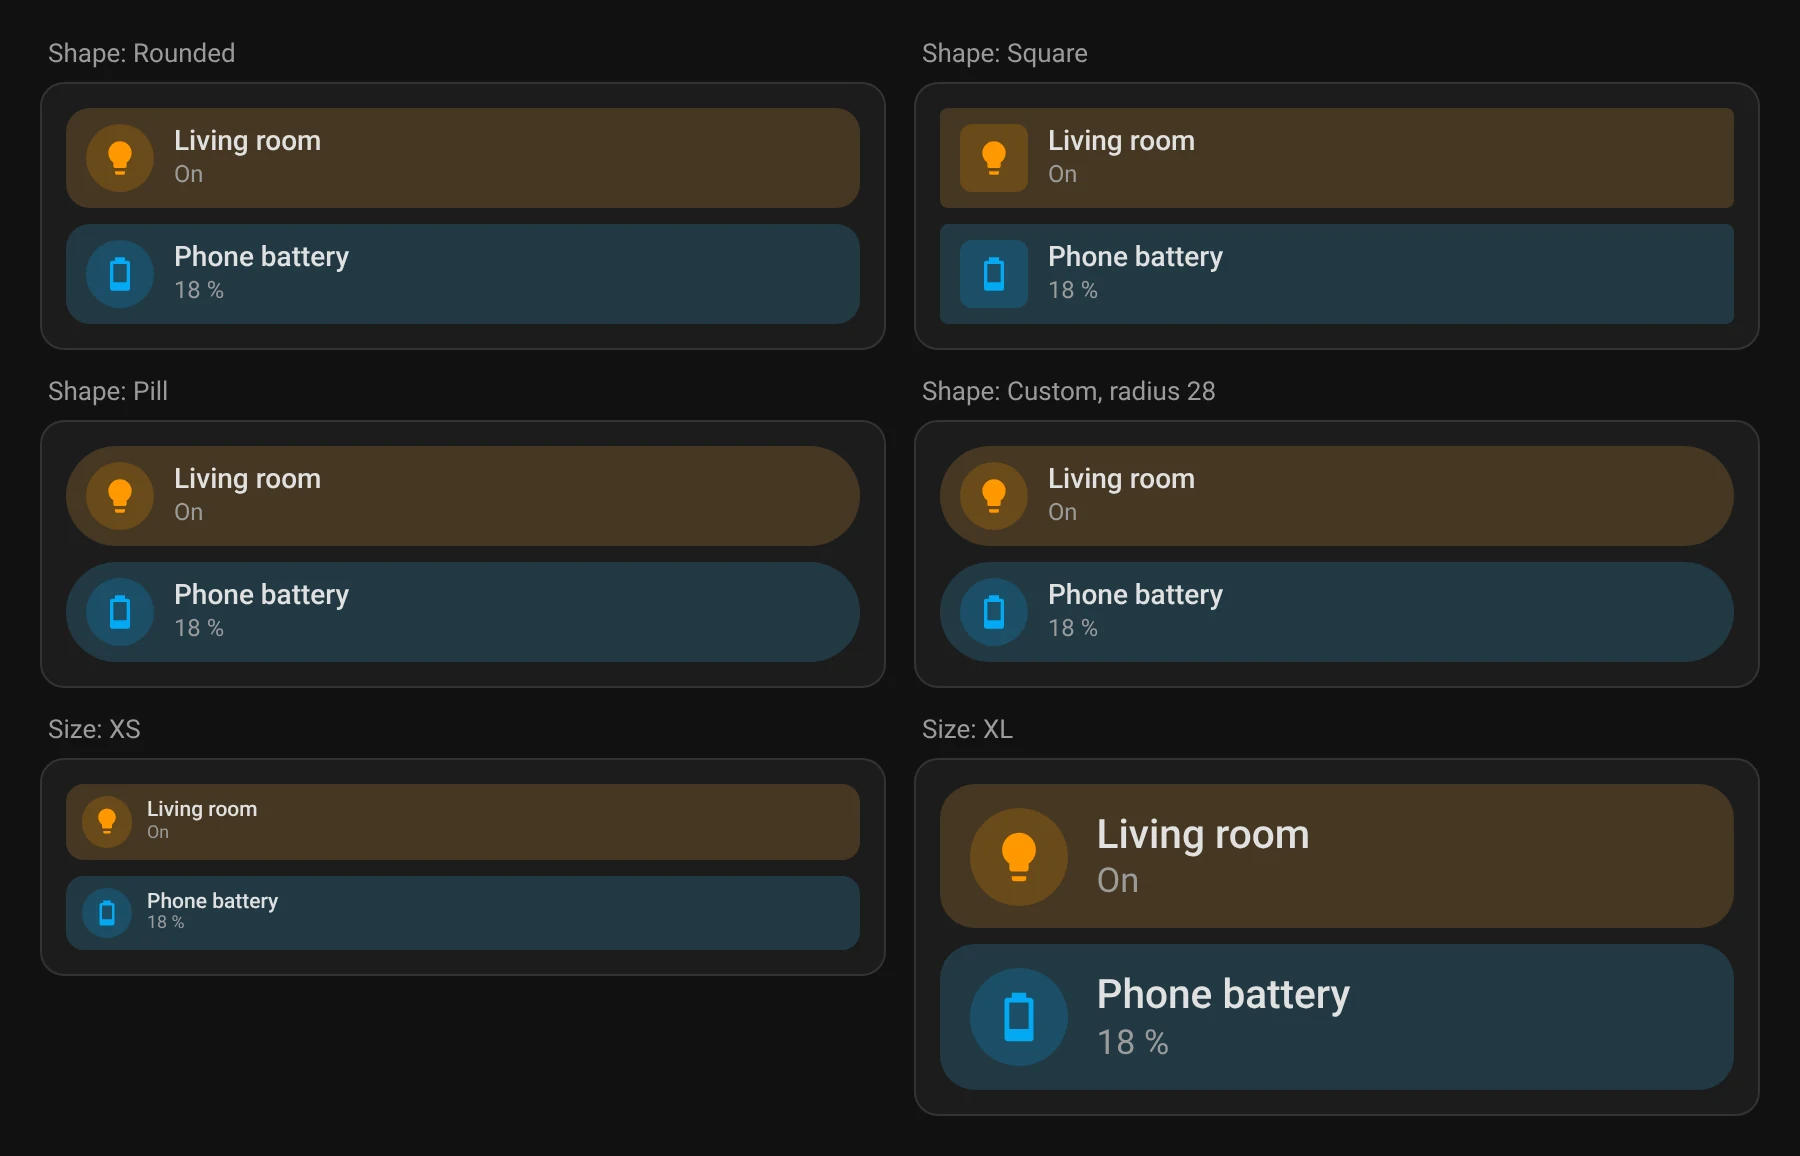 Shape: Rounded
Living room
On
Phone battery
18 %
Shape: Square
Living room
On
Phone battery
18 %
Shape: Pill
Living room
On
Phone battery
18 %
Shape: Custom, radius 28
Living room
On
Phone battery
18 %
Size: XS
Living room
On
Phone battery
18 %
Size: XL
Living room
On
Phone battery
18 %